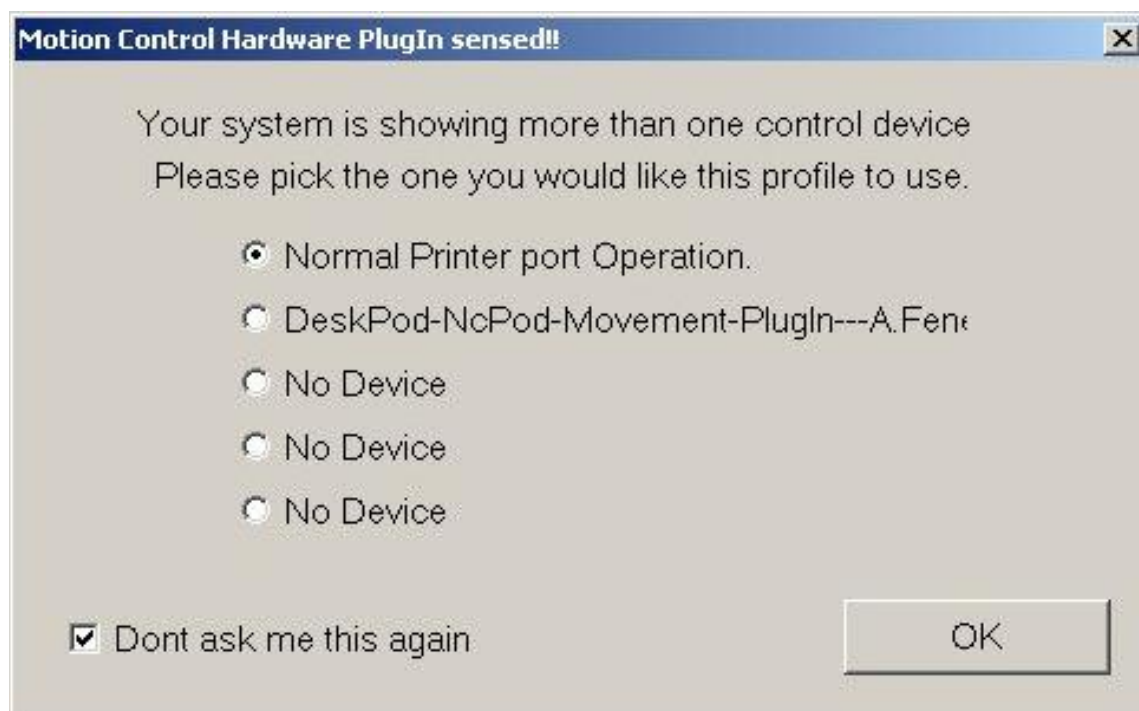 Motion Control Hardware PlugIn sensed!!
Your system is showing more than one control device
Please pick the one you would like this profile to use.
Normal Printer port Operation.
DeskPod-NcPod-Movement-PlugIn---A.Fene
No Device
No Device
No Device
Dont ask me this again
OK